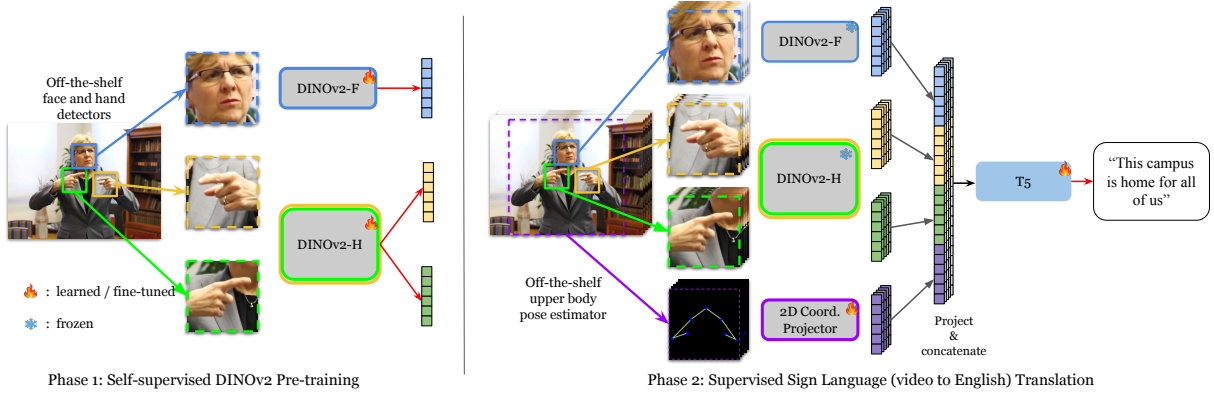 Off-the-shelf
face and hand
detectors
DINOv2-F
DINOv2-H
: learned / fine-tuned
: frozen
Phase 1: Self-supervised DINOv2 Pre-training
DINOv2-F
DINOv2-H
Off-the-shelf
upper body
pose estimator
2D Coord.
Projector
Project
&
concatenate
T5
“This campus
is home for all
of us”
Phase 2: Supervised Sign Language (video to English) Translation